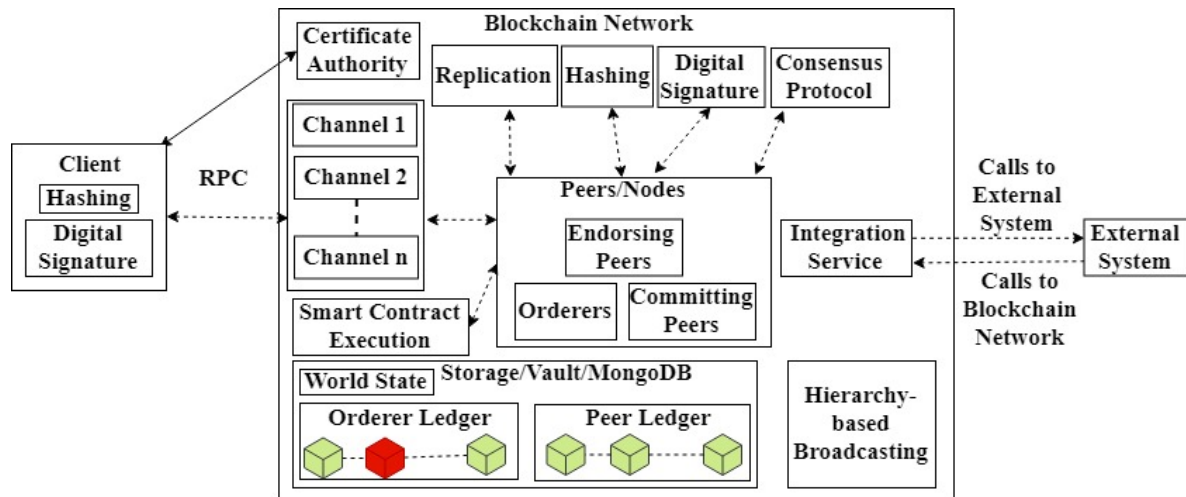 Blockchain Network
Certificate
Authority
Replication
Hashing
Digital
Signature
Consensus
Protocol
Client
Hashing
Digital
Signature
RPC
Channel 1
Channel 2
Channel n
Peers/Nodes
Endorsing
Peers
Orderers
Committing
Peers
Integration
Service
Calls to
External
System
External
System
Calls to
Blockchain
Network
Smart Contract
Execution
Storage/Vault/MongoDB
World State
Orderer Ledger
Peer Ledger
Hierarchy-
based
Broadcasting